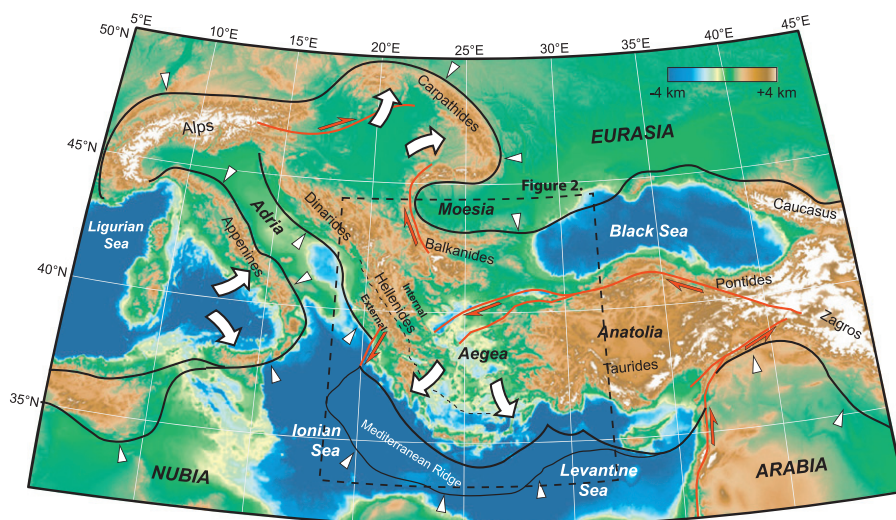 5°E
10°E
15°E
20°E
25°E
30°E
35°E
40°E
45°E
50°N
45°N
40°N
35°N
-4 km
+4 km
Alps
Carpathides
EURASIA
Figure 2.
Moesia
Caucasus
Ligurian
Sea
Adria
Dinarides
Black Sea
Appenines
Balkanides
Pontides
Hellenides
Internal
External
Aegea
Anatolia
Zagros
Taurides
Ionian
Sea
Mediterranean Ridge
Levantine
Sea
NUBIA
ARABIA